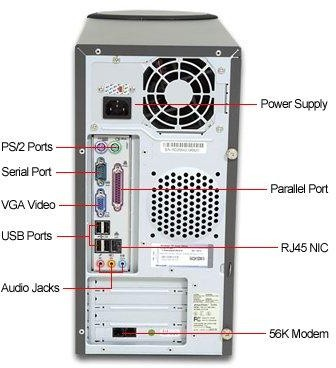 Power Supply
PS/2 Ports
Serial Port
Parallel Port
VGA Video
USB Ports
RJ45 NIC
Audio Jacks
56K Modem